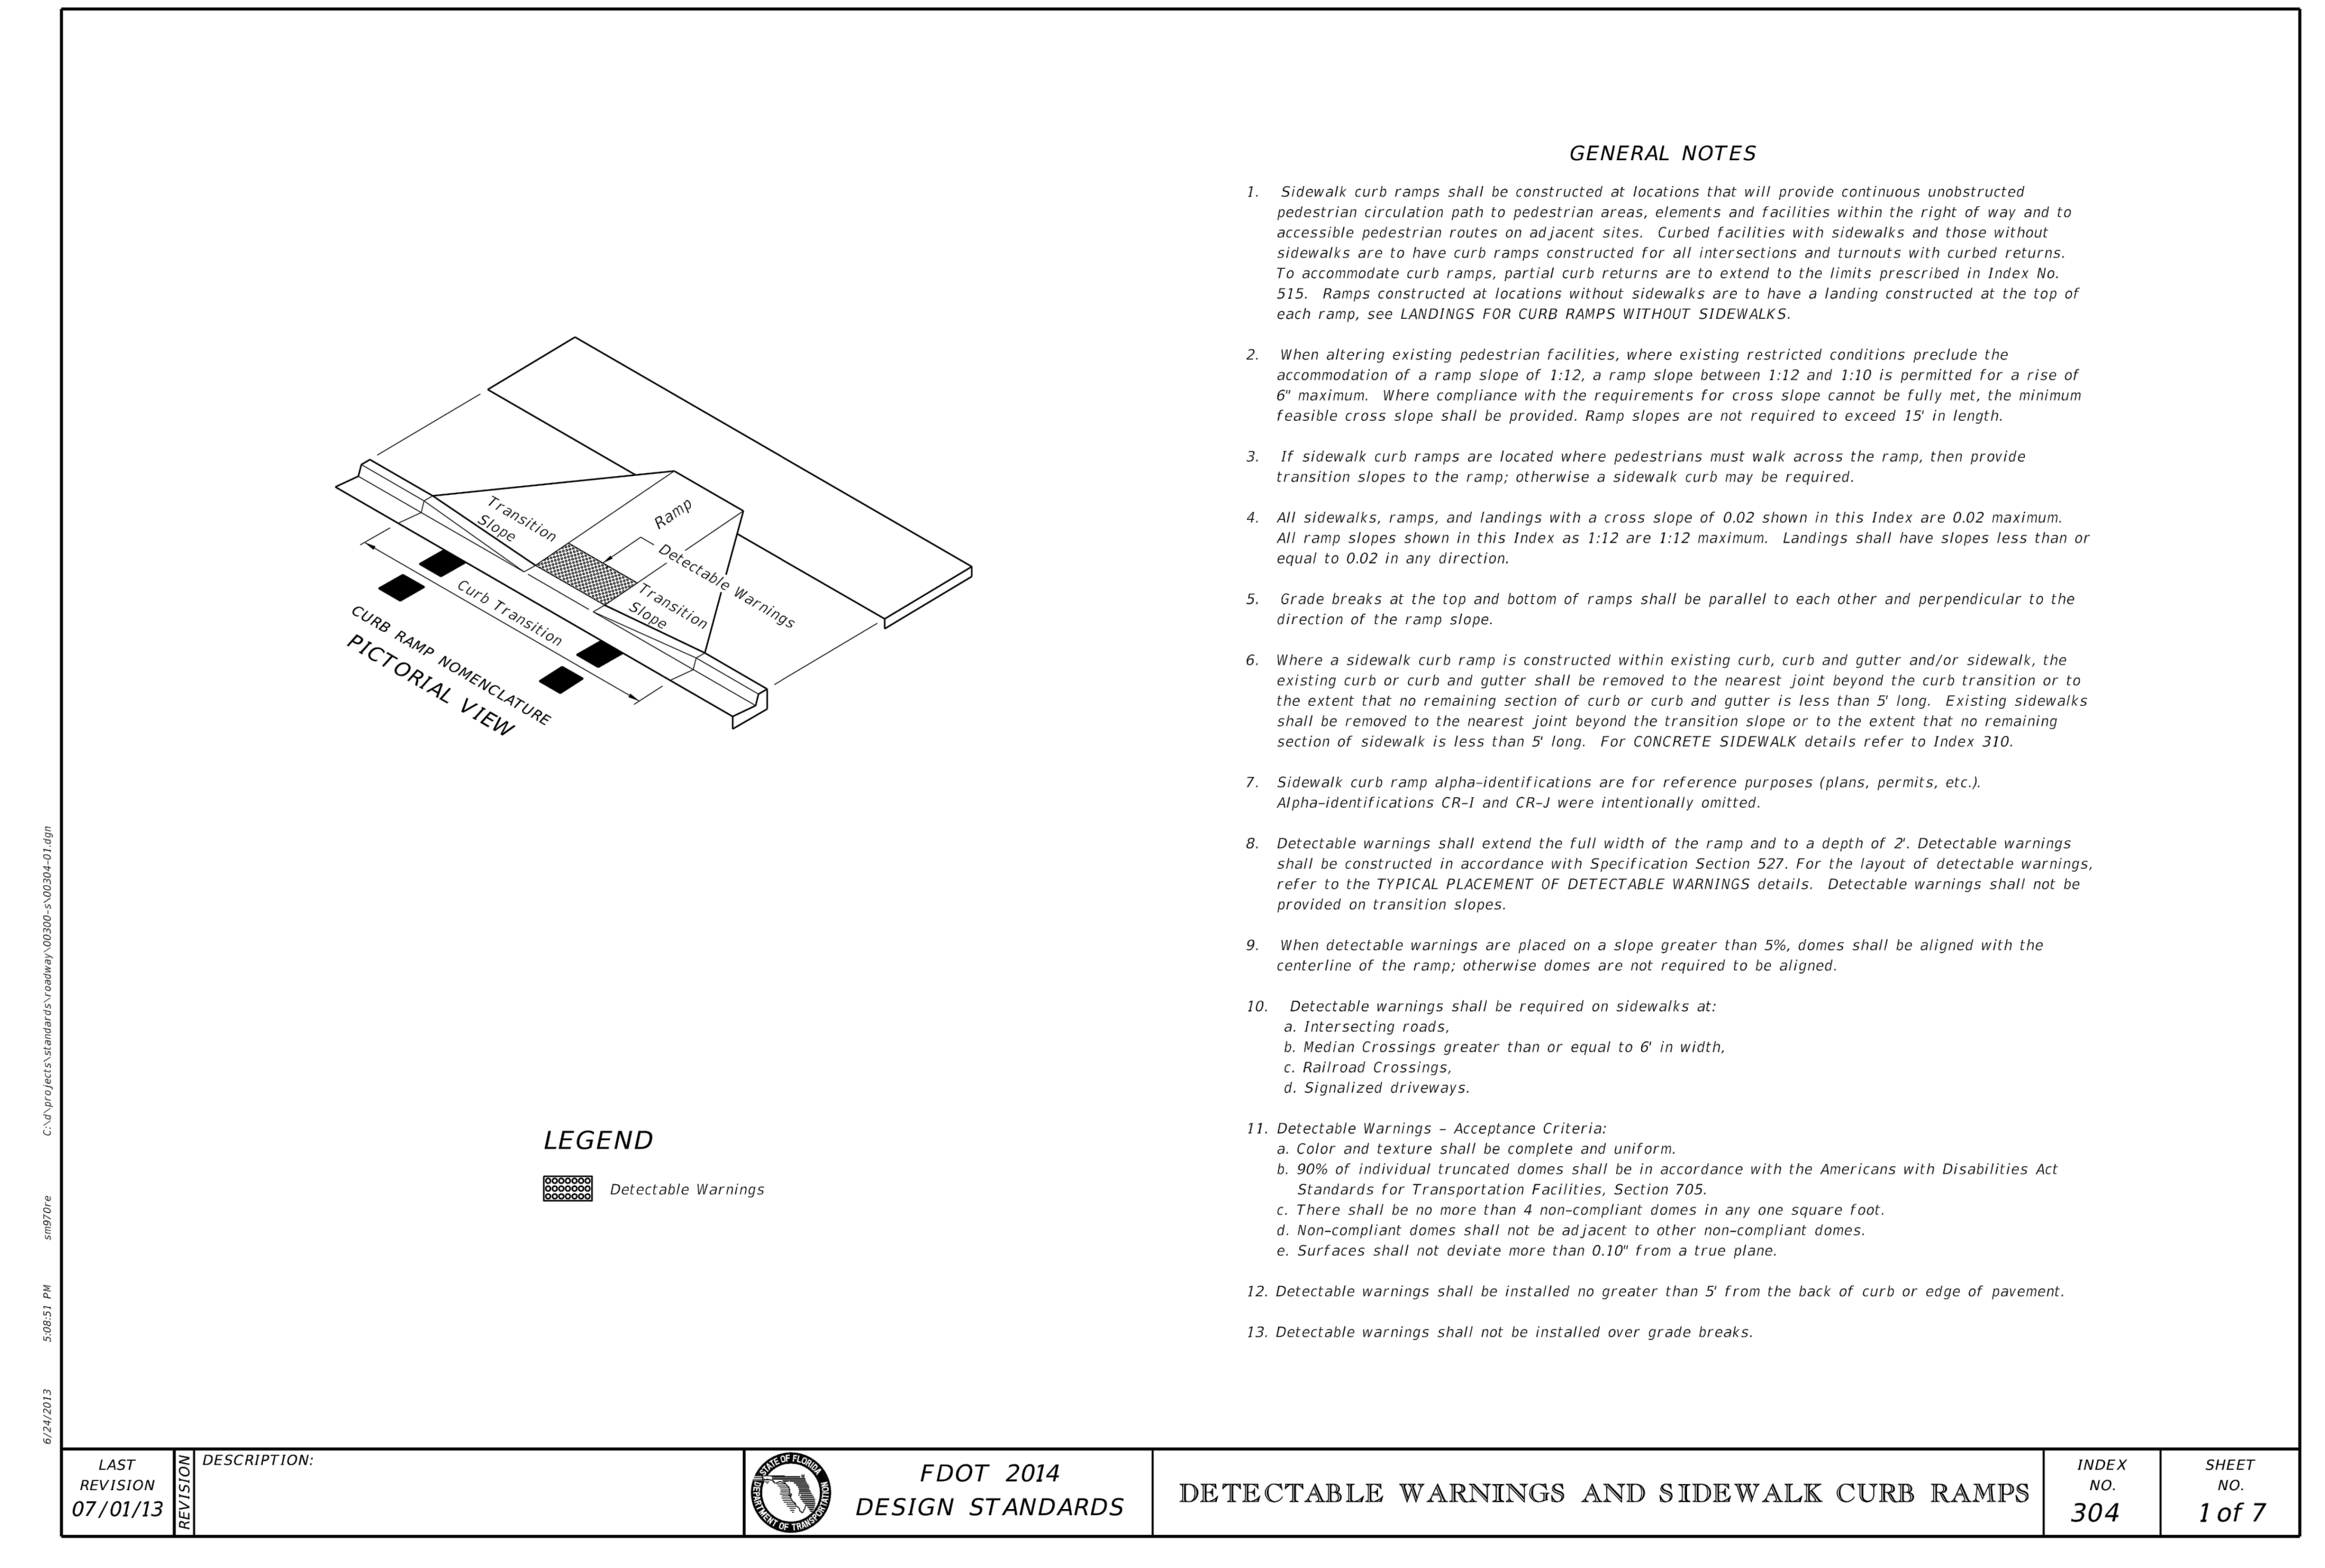 GENERAL NOTES
1. Sidewalk curb ramps shall be constructed at locations that will provide continuous unobstructed
pedestrian circulation path to pedestrian areas, elements and facilities within the right of way and to
accessible pedestrian routes on adjacent sites. Curbed facilities with sidewalks and those without
sidewalks are to have curb ramps constructed for all intersections and turnouts with curbed returns.
To accommodate curb ramps, partial curb returns are to extend to the limits prescribed in Index No.
515. Ramps constructed at locations without sidewalks are to have a landing constructed at the top of
each ramp, see LANDINGS FOR CURB RAMPS WITHOUT SIDEWALKS.
2. When altering existing pedestrian facilities, where existing restricted conditions preclude the
accommodation of a ramp slope of 1:12, a ramp slope between 1:12 and 1:10 is permitted for a rise of
6" maximum. Where compliance with the requirements for cross slope cannot be fully met, the minimum
feasible cross slope shall be provided. Ramp slopes are not required to exceed 15' in length.
3. If sidewalk curb ramps are located where pedestrians must walk across the ramp, then provide
transition slopes to the ramp; otherwise a sidewalk curb may be required.
4. All sidewalks, ramps, and landings with a cross slope of 0.02 shown in this Index are 0.02 maximum.
All ramp slopes shown in this Index as 1:12 are 1:12 maximum. Landings shall have slopes less than or
equal to 0.02 in any direction.
5. Grade breaks at the top and bottom of ramps shall be parallel to each other and perpendicular to the
direction of the ramp slope.
6. Where a sidewalk curb ramp is constructed within existing curb, curb and gutter and/or sidewalk, the
existing curb or curb and gutter shall be removed to the nearest joint beyond the curb transition or to
the extent that no remaining section of curb or curb and gutter is less than 5' long. Existing sidewalks
shall be removed to the nearest joint beyond the transition slope or to the extent that no remaining
section of sidewalk is less than 5' long. For CONCRETE SIDEWALK details refer to Index 310.
7. Sidewalk curb ramp alpha-identifications are for reference purposes (plans, permits, etc.).
Alpha-identifications CR-I and CR-J were intentionally omitted.
8. Detectable warnings shall extend the full width of the ramp and to a depth of 2'. Detectable warnings
shall be constructed in accordance with Specification Section 527. For the layout of detectable warnings,
refer to the TYPICAL PLACEMENT OF DETECTABLE WARNINGS details. Detectable warnings shall not be
provided on transition slopes.
9. When detectable warnings are placed on a slope greater than 5%, domes shall be aligned with the
centerline of the ramp; otherwise domes are not required to be aligned.
10. Detectable warnings shall be required on sidewalks at:
a. Intersecting roads,
b. Median Crossings greater than or equal to 6' in width,
c. Railroad Crossings,
d. Signalized driveways.
11. Detectable Warnings - Acceptance Criteria:
a. Color and texture shall be complete and uniform.
b. 90% of individual truncated domes shall be in accordance with the Americans with Disabilities Act
Standards for Transportation Facilities, Section 705.
c. There shall be no more than 4 non-compliant domes in any one square foot.
d. Non-compliant domes shall not be adjacent to other non-compliant domes.
e. Surfaces shall not deviate more than 0.10" from a true plane.
12. Detectable warnings shall be installed no greater than 5' from the back of curb or edge of pavement.
13. Detectable warnings shall not be installed over grade breaks.
Transition
Slope
Ramp
Detectable Warnings
Transition
Slope
Curb Transition
CURB RAMP NOMENCLATURE
PICTORIAL VIEW
LEGEND
Detectable Warnings
C:\d\projects\standards\roadway\00300-s\00304-01.dgn
sm970re
5:08:51 PM
6/24/2013
LAST
REVISION
07/01/13
REVISION
DESCRIPTION:
STATE OF FLORIDA
DEPARTMENT OF TRANSPORTATION
FDOT 2014
DESIGN STANDARDS
DETECTABLE WARNINGS AND SIDEWALK CURB RAMPS
INDEX
NO.
304
SHEET
NO.
1 of 7